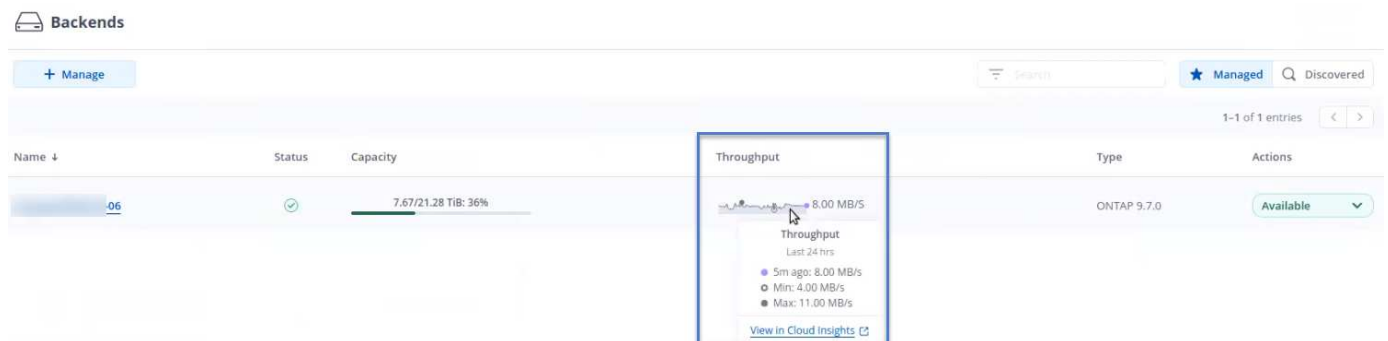 Backends
+ Manage
Search
Managed
Discovered
1-1 of 1 entries
Name ↓ Status Capacity Throughput Type Actions
-06 7.67/21.28 TiB: 36% 8.00 MB/S ONTAP 9.7.0 Available
Throughput
Last 24 hrs
5m ago: 8.00 MB/s
Min: 4.00 MB/s
Max: 11.00 MB/s
View in Cloud Insights